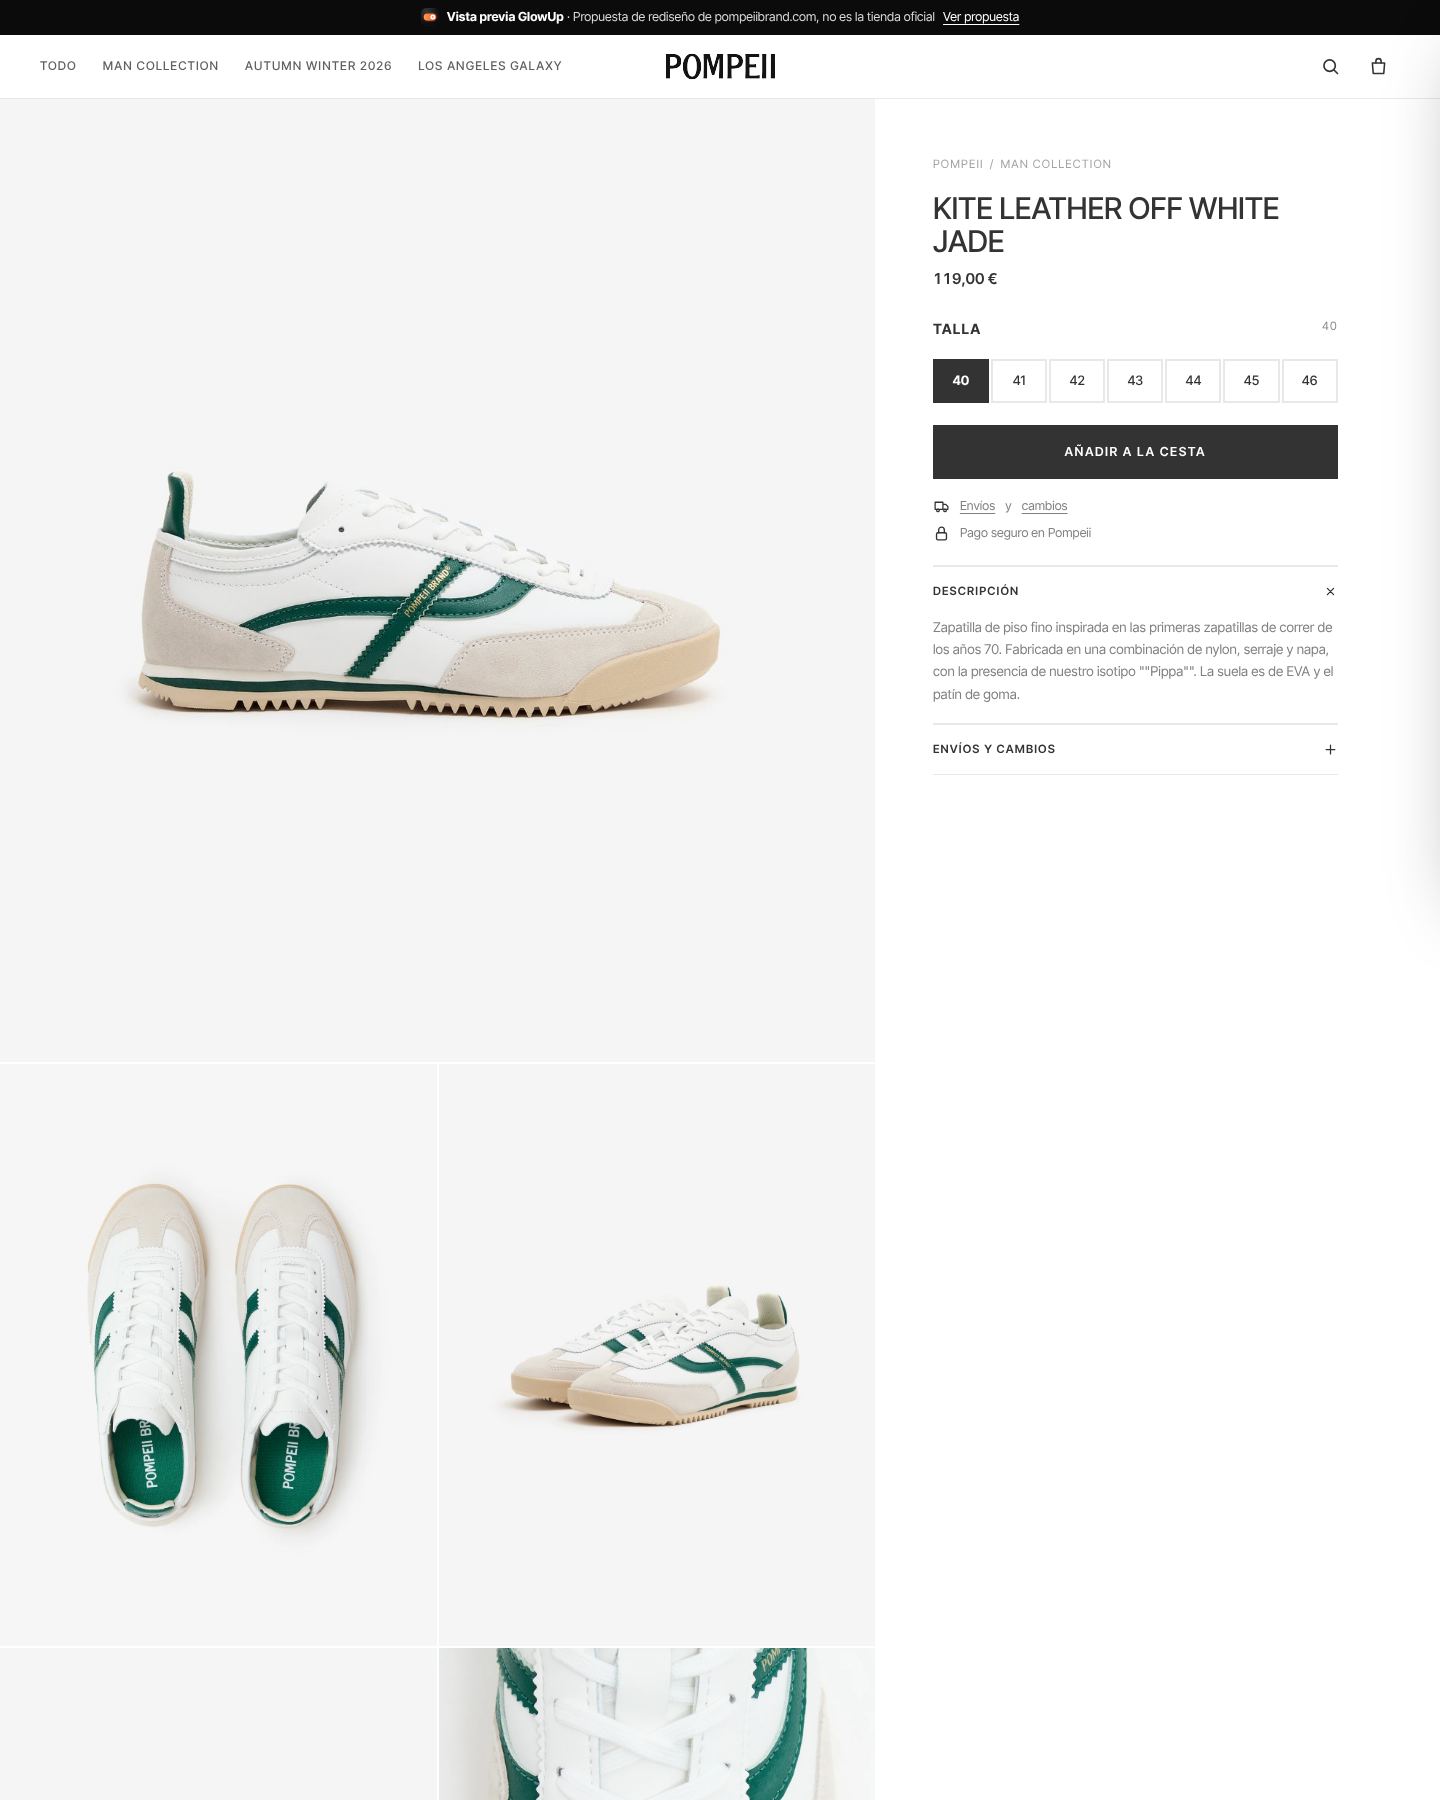 Vista previa GlowUp · Propuesta de rediseño de pompeiibrand.com, no es la tienda oficial Ver propuesta
TODO MAN COLLECTION AUTUMN WINTER 2026 LOS ANGELES GALAXY POMPEII
POMPEII / MAN COLLECTION
KITE LEATHER OFF WHITE
JADE
119,00 €
TALLA 40
40 41 42 43 44 45 46
AÑADIR A LA CESTA
Envíos y cambios
Pago seguro en Pompeii
DESCRIPCIÓN
Zapatilla de piso fino inspirada en las primeras zapatillas de correr de
los años 70. Fabricada en una combinación de nylon, serraje y napa,
con la presencia de nuestro isotipo ""Pippa"". La suela es de EVA y el
patín de goma.
ENVÍOS Y CAMBIOS
POMPEII BRAND®
POMPEII BR
POMPEII BR